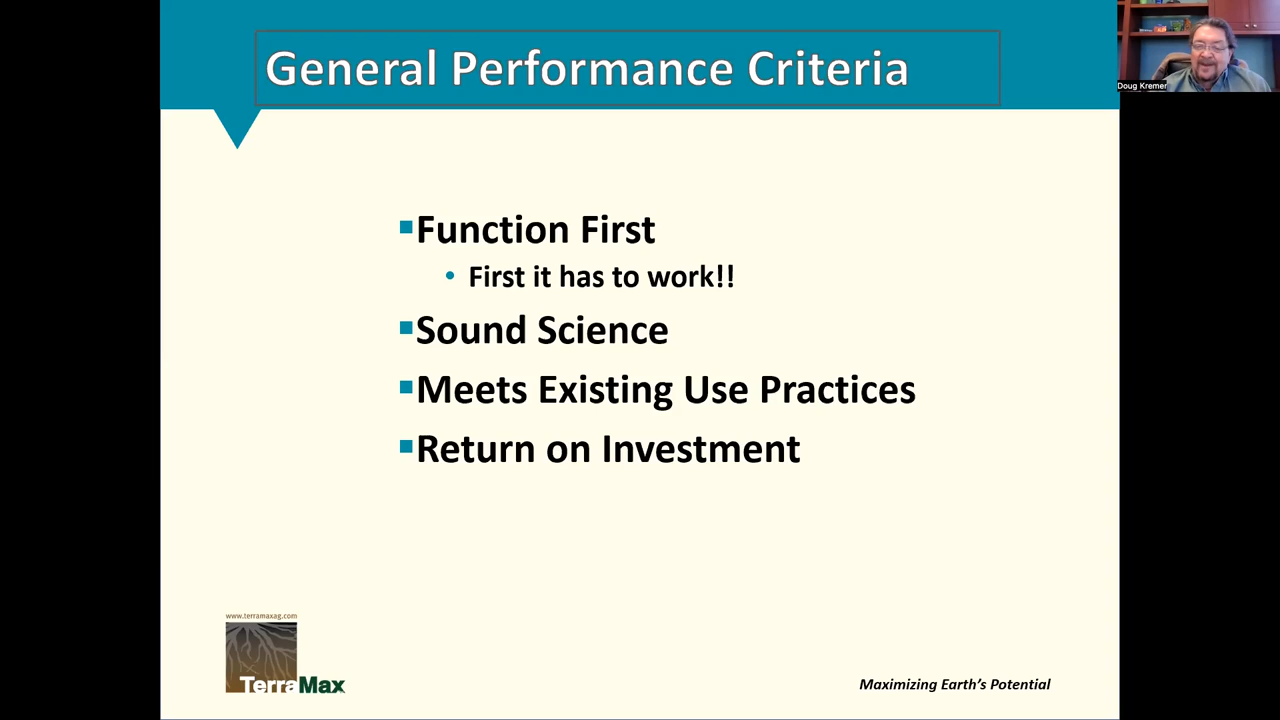 General Performance Criteria
Doug Kremer
Function First
First it has to work!!
Sound Science
Meets Existing Use Practices
Return on Investment
www.terramaxag.com
TerraMax
Maximizing Earth's Potential